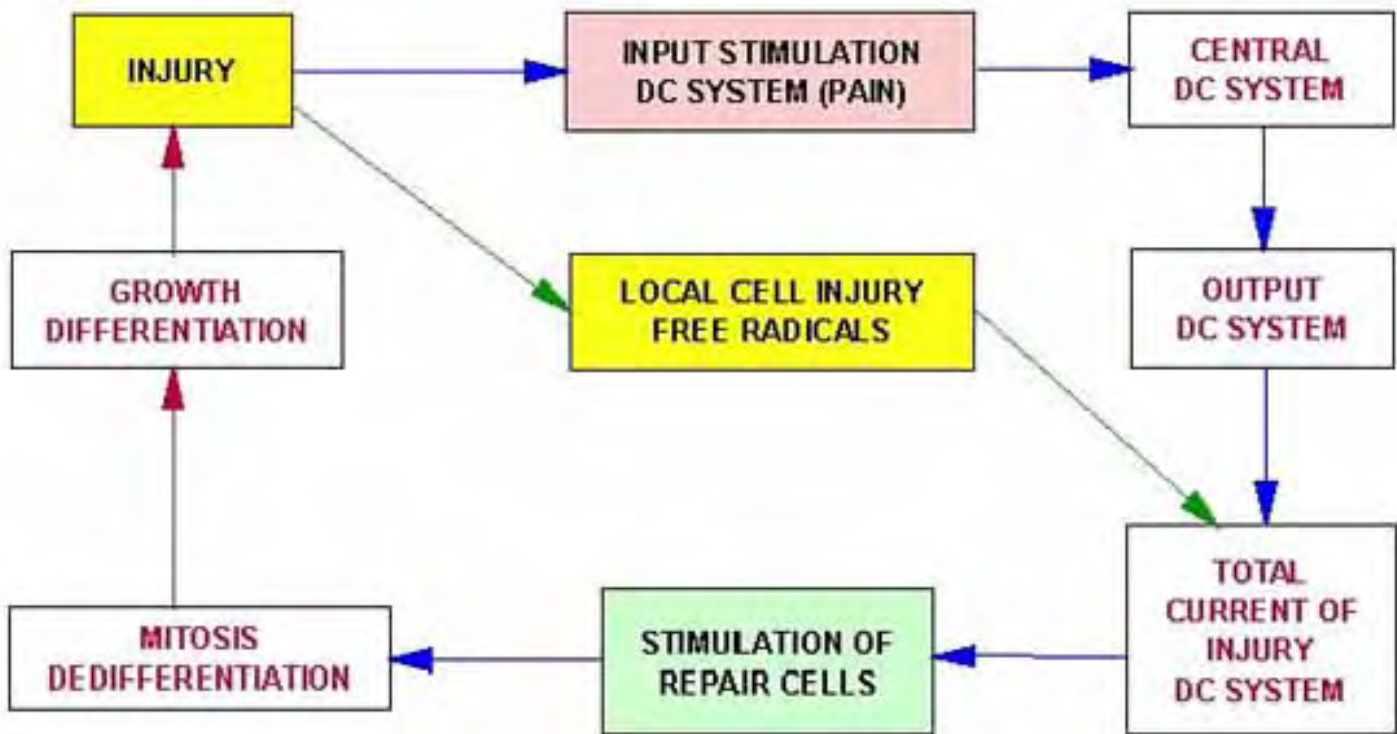 INJURY
INPUT STIMULATION
DC SYSTEM (PAIN)
CENTRAL
DC SYSTEM
GROWTH
DIFFERENTIATION
LOCAL CELL INJURY
FREE RADICALS
OUTPUT
DC SYSTEM
MITOSIS
DEDIFFERENTIATION
STIMULATION OF
REPAIR CELLS
TOTAL
CURRENT OF
INJURY
DC SYSTEM